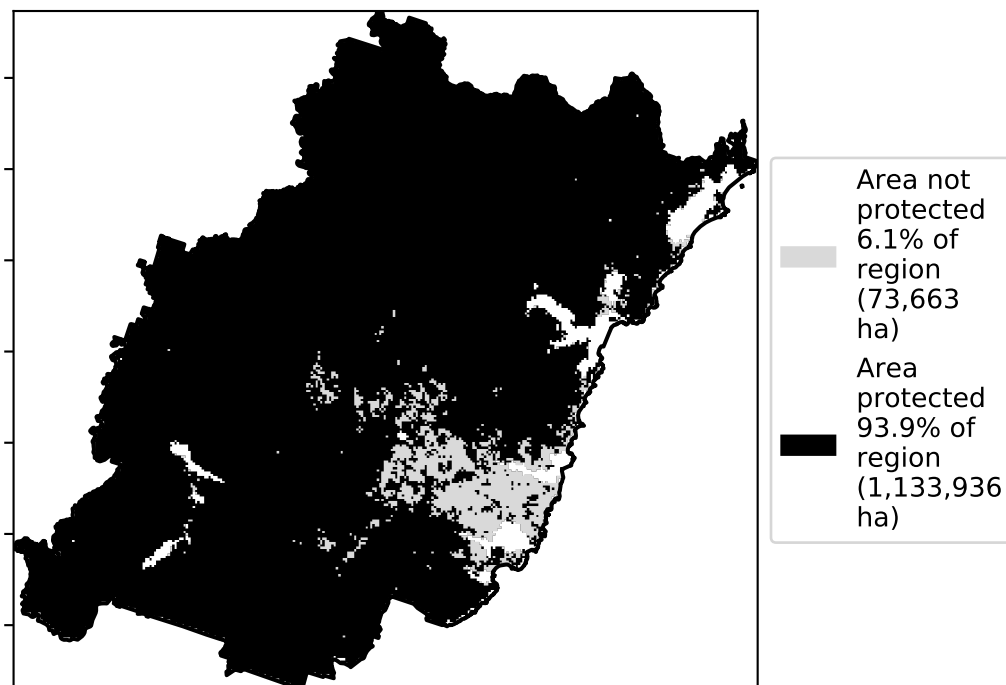 Area not
protected
6.1% of
region
(73,663
ha)
Area
protected
93.9% of
region
(1,133,936
ha)